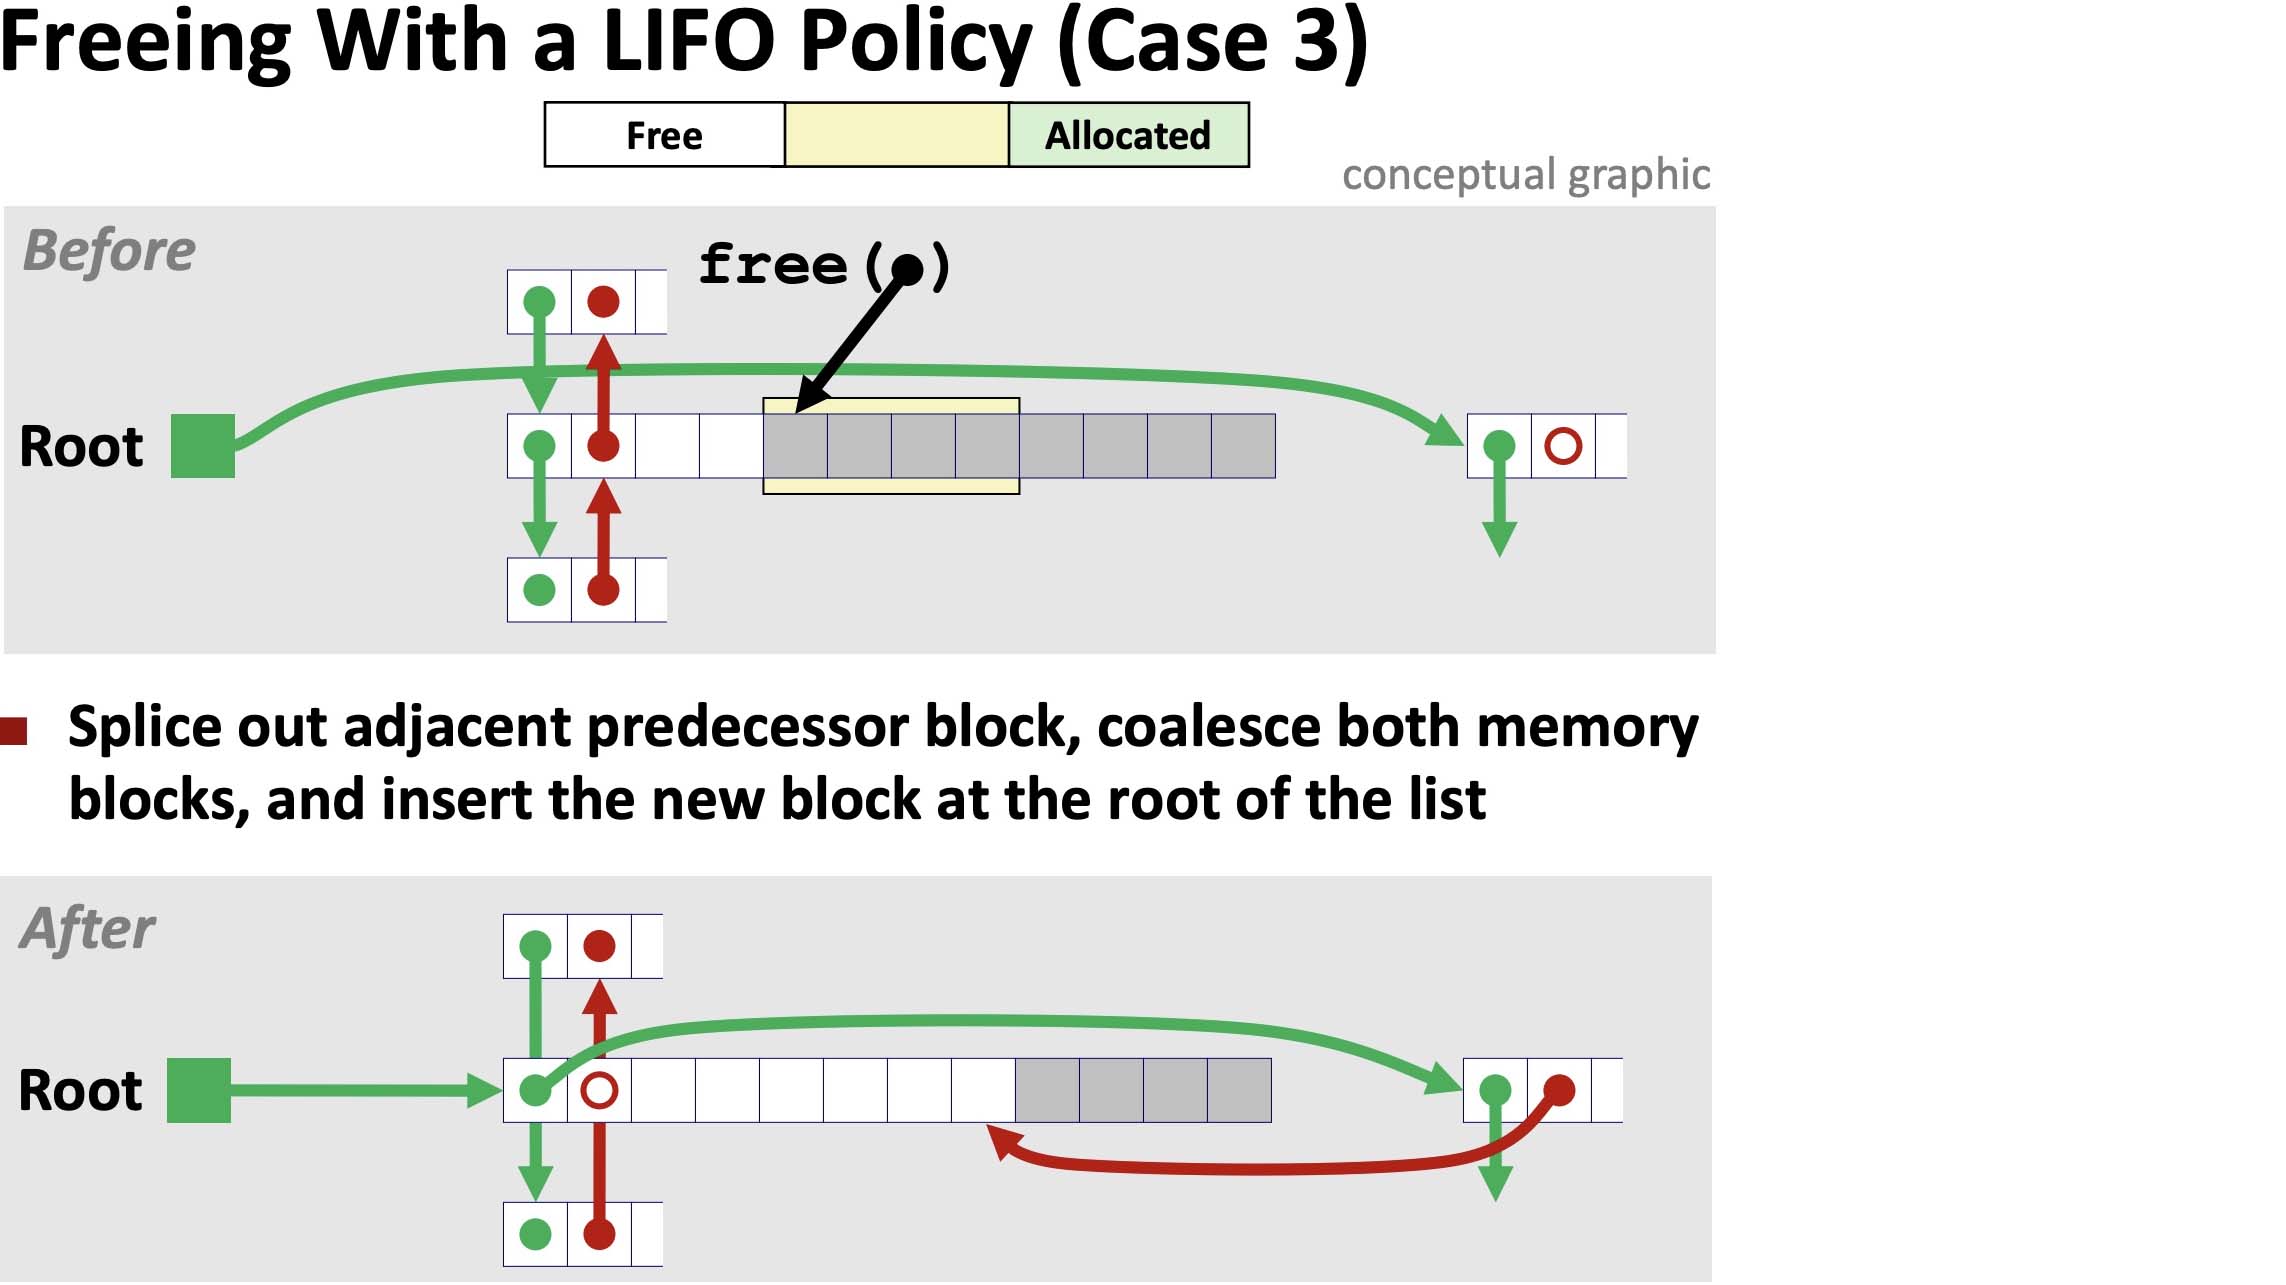 Freeing With a LIFO Policy (Case 3)
Free
Allocated
conceptual graphic
Before
free( )
Root
Splice out adjacent predecessor block, coalesce both memory
blocks, and insert the new block at the root of the list
After
Root